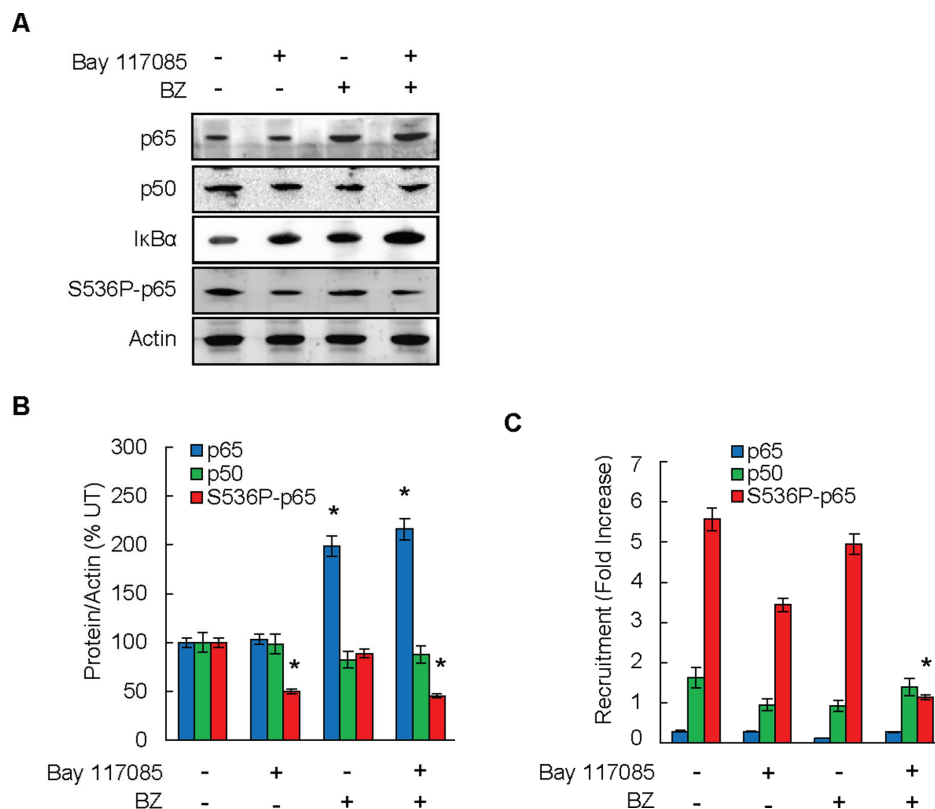 A
Bay 117085 - + - +
BZ - - + +
p65
p50
IκBα
S536P-p65
Actin
B
Protein/Actin (% UT)
300
250
200
150
100
50
0
p65
p50
S536P-p65
* * * *
Bay 117085 - + - +
BZ - - + +
C
Recruitment (Fold Increase)
7
6
5
4
3
2
1
0
p65
p50
S536P-p65
*
Bay 117085 - + - +
BZ - - + +